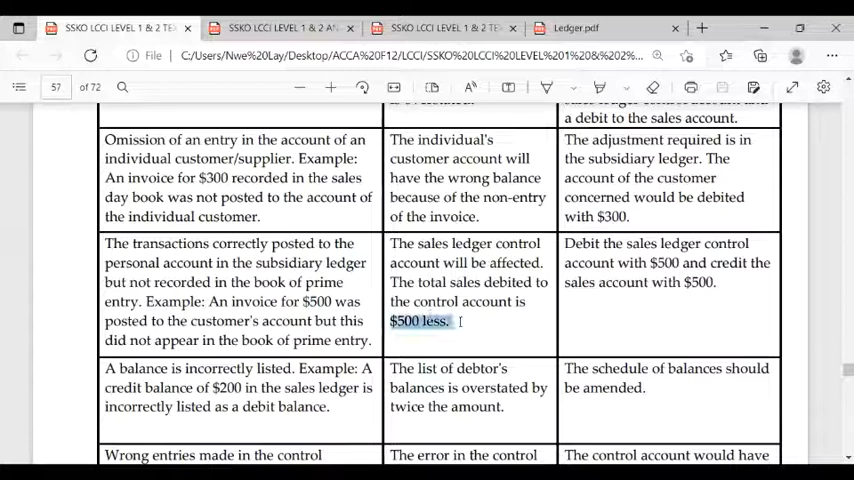 SSKO LCCI LEVEL 1 & 2 TE
SSKO LCCI LEVEL 1 & 2 AN
SSKO LCCI LEVEL 1 & 2 TE
Ledger.pdf
File
C:/Users/Nwe%20Lay/Desktop/ACCA%20F12/LCCI/SSKO%20LCCI%20LEVEL%201%20&%202%...
57 of 72
sales ledger control account and
a debit to the sales account.
Omission of an entry in the account of an
individual customer/supplier. Example:
An invoice for $300 recorded in the sales
day book was not posted to the account of
the individual customer.
The individual's
customer account will
have the wrong balance
because of the non-entry
of the invoice.
The adjustment required is in
the subsidiary ledger. The
account of the customer
concerned would be debited
with $300.
The transactions correctly posted to the
personal account in the subsidiary ledger
but not recorded in the book of prime
entry. Example: An invoice for $500 was
posted to the customer's account but this
did not appear in the book of prime entry.
The sales ledger control
account will be affected.
The total sales debited to
the control account is
$500 less.
Debit the sales ledger control
account with $500 and credit the
sales account with $500.
A balance is incorrectly listed. Example: A
credit balance of $200 in the sales ledger is
incorrectly listed as a debit balance.
The list of debtor's
balances is overstated by
twice the amount.
The schedule of balances should
be amended.
Wrong entries made in the control
The error in the control
The control account would have